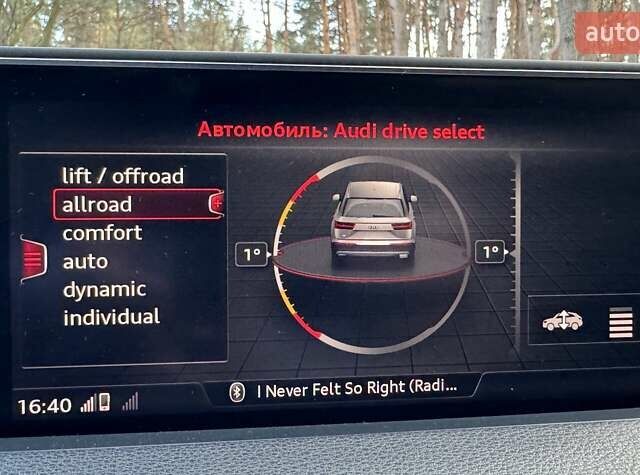 auto
Автомобиль: Audi drive select
lift / offroad
allroad
comfort
auto
dynamic
individual
1°
1°
I Never Felt So Right (Radi...
16:40